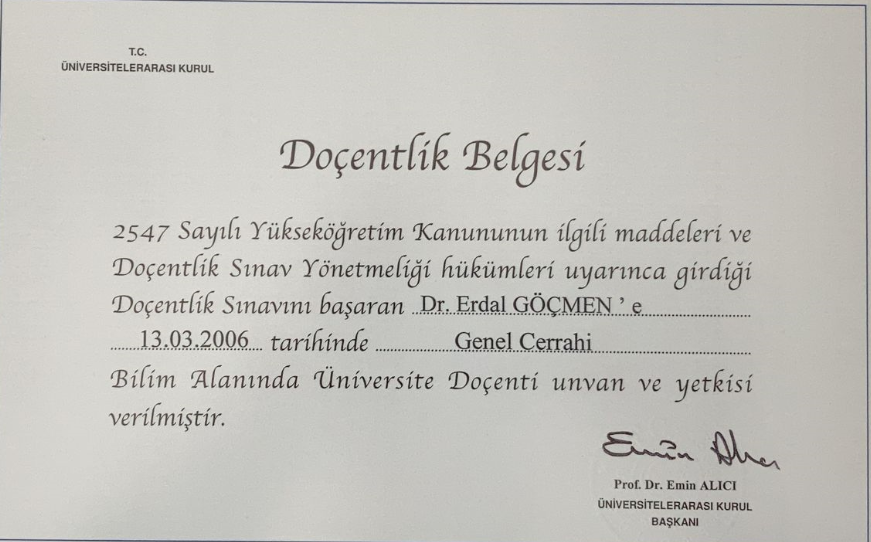 T.C.
ÜNİVERSİTELERARASI KURUL
Doçentlik Belgesi
2547 Sayılı Yükseköğretim Kanununun ilgili maddeleri ve
Doçentlik Sınav Yönetmeliği hükümleri uyarınca girdiği
Doçentlik Sınavını başaran Dr. Erdal GÖÇMEN ' e
13.03.2006 tarihinde Genel Cerrahi
Bilim Alanında Üniversite Doçenti unvan ve yetkisi
verilmiştir.
Emin Alıcı
Prof. Dr. Emin ALICI
ÜNİVERSİTELERARASI KURUL
BAŞKANI